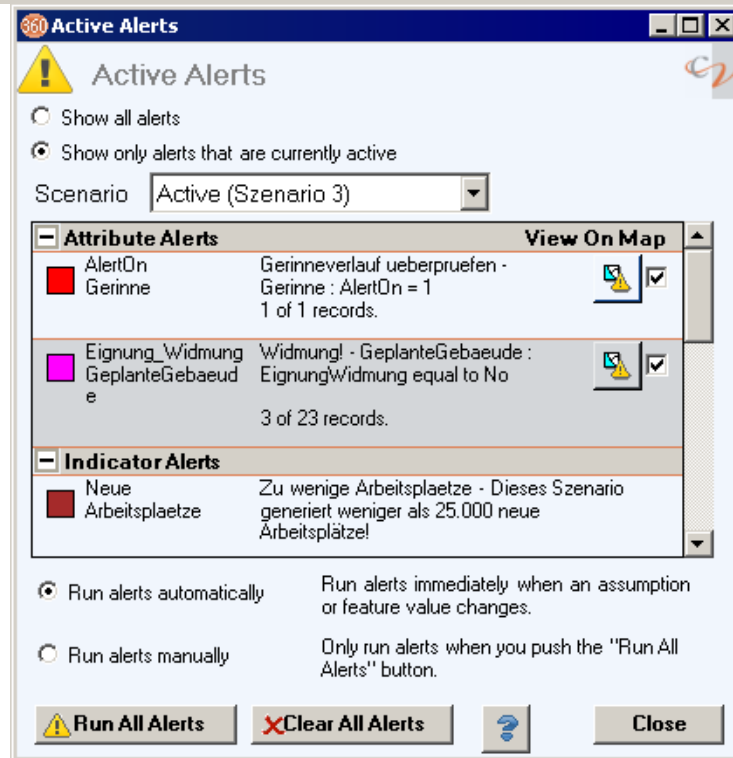 360 Active Alerts
Active Alerts
CV
Show all alerts
Show only alerts that are currently active
Scenario Active (Szenario 3)
Attribute Alerts View On Map
AlertOn Gerinneverlauf ueberpruefen -
Gerinne Gerinne : AlertOn = 1
1 of 1 records.
Eignung_Widmung Widmung! - GeplanteGebaeude :
GeplanteGebaeud EignungWidmung equal to No
e
3 of 23 records.
Indicator Alerts
Neue Zu wenige Arbeitsplaetze - Dieses Szenario
Arbeitsplaetze generiert weniger als 25.000 neue
Arbeitsplätze!
Run alerts automatically Run alerts immediately when an assumption
or feature value changes.
Run alerts manually Only run alerts when you push the "Run All
Alerts" button.
Run All Alerts Clear All Alerts ? Close